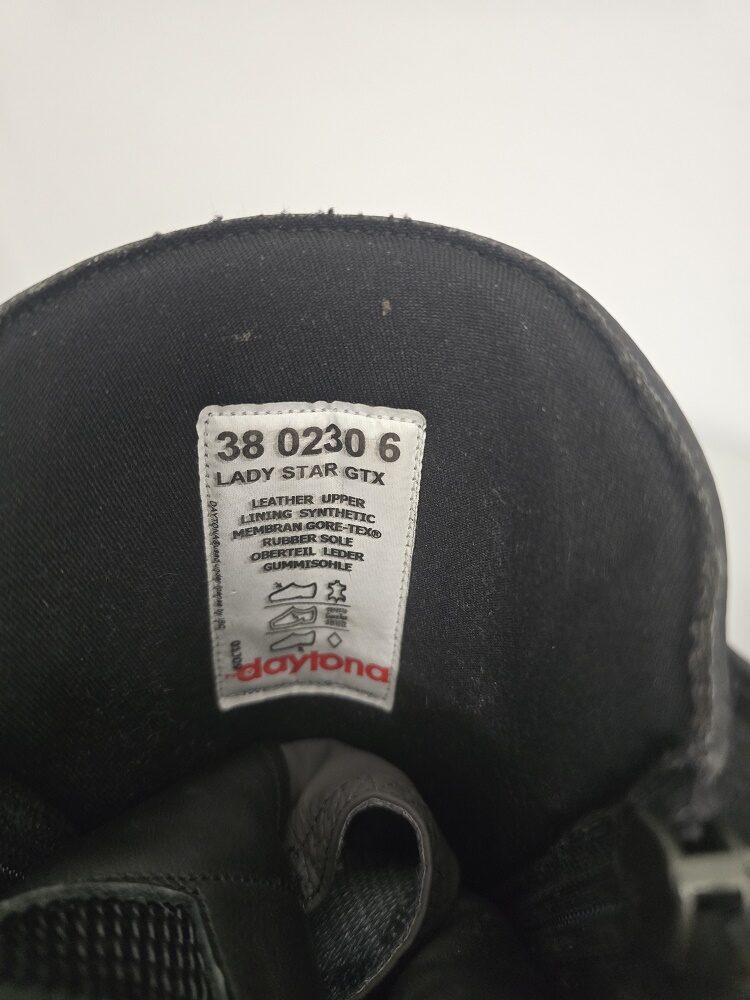 38 0230 6
LADY STAR GTX
LEATHER UPPER
LINING SYNTHETIC
MEMBRAN GORE-TEX®
RUBBER SOLE
OBERTEIL LEDER
GUMMISOHLE
daytona